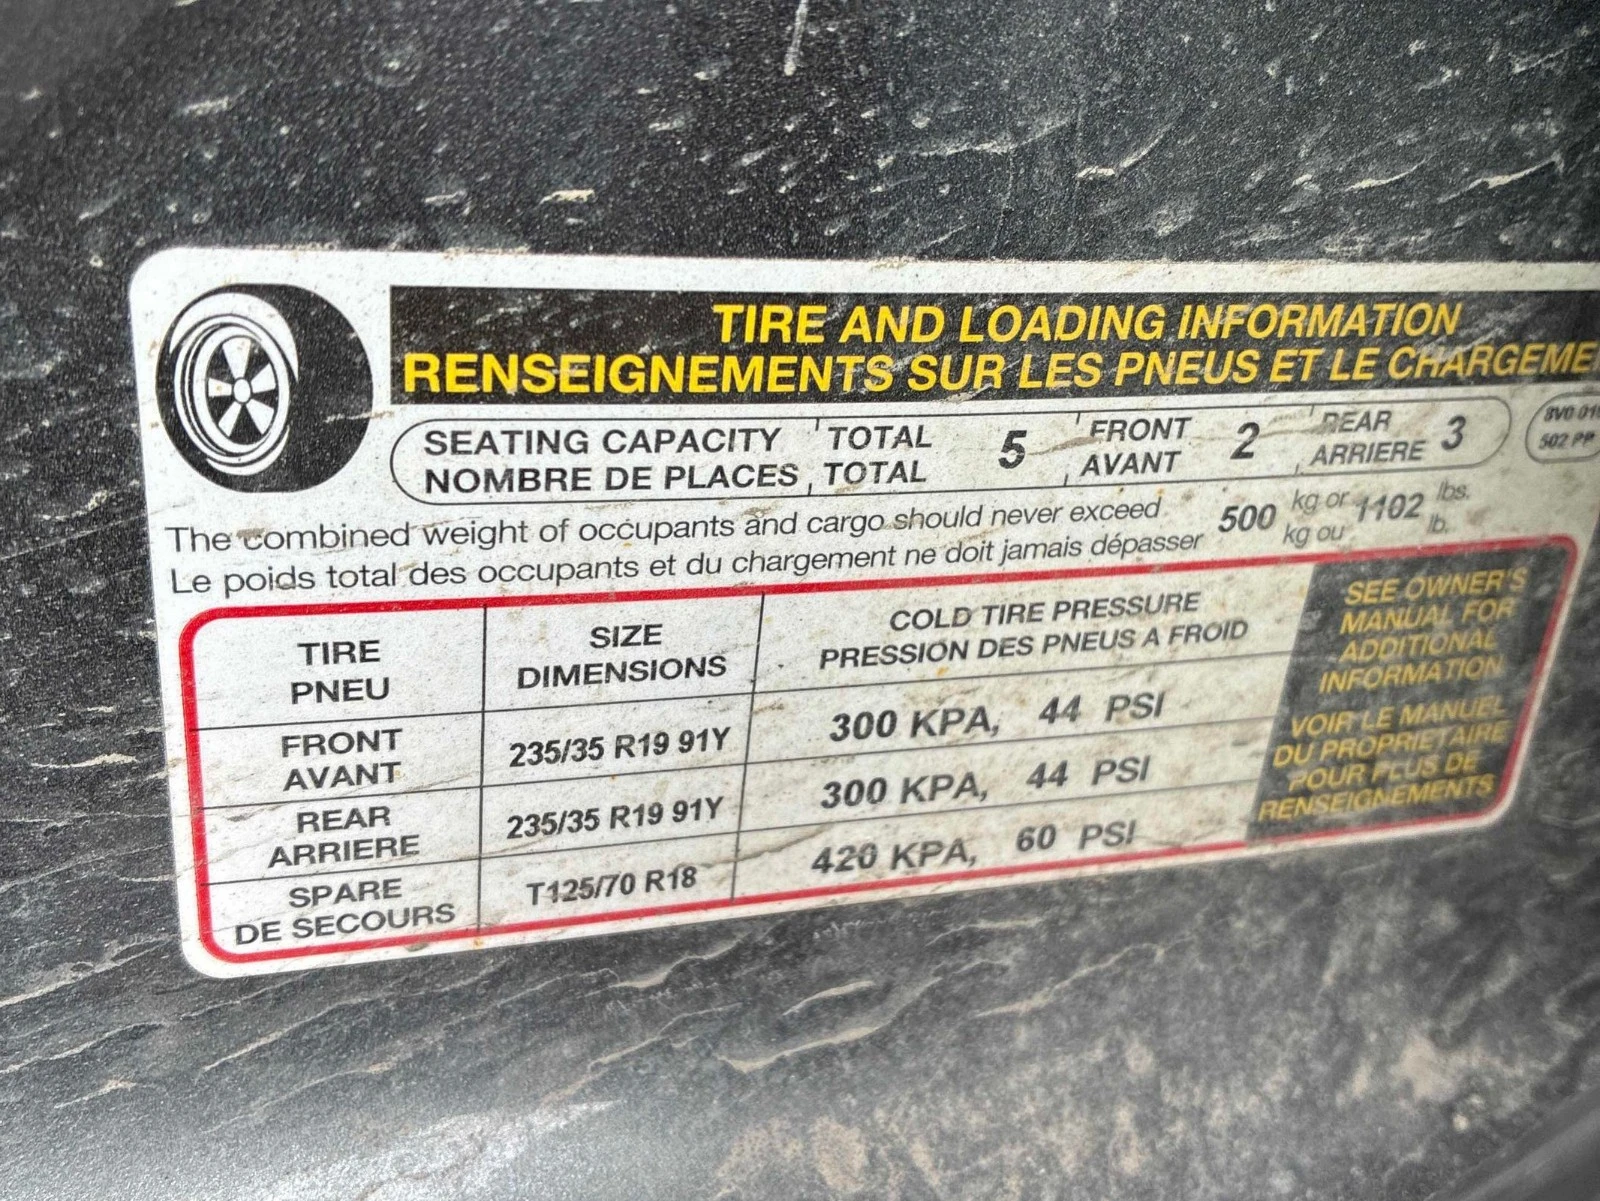 TIRE AND LOADING INFORMATION
RENSEIGNEMENTS SUR LES PNEUS ET LE CHARGEME
SEATING CAPACITY TOTAL 5 FRONT 2 REAR 3
NOMBRE DE PLACES TOTAL AVANT ARRIERE
502 PP
The combined weight of occupants and cargo should never exceed 500 kg or 1102 lbs.
Le poids total des occupants et du chargement ne doit jamais dépasser kg ou lb.
TIRE
PNEU
SIZE
DIMENSIONS
COLD TIRE PRESSURE
PRESSION DES PNEUS A FROID
FRONT
AVANT
235/35 R19 91Y
300 KPA, 44 PSI
REAR
ARRIERE
235/35 R19 91Y
300 KPA, 44 PSI
SPARE
DE SECOURS
T125/70 R18
420 KPA, 60 PSI
SEE OWNER'S
MANUAL FOR
ADDITIONAL
INFORMATION
VOIR LE MANUEL
DU PROPRIETAIRE
POUR PLUS DE
RENSEIGNEMENTS